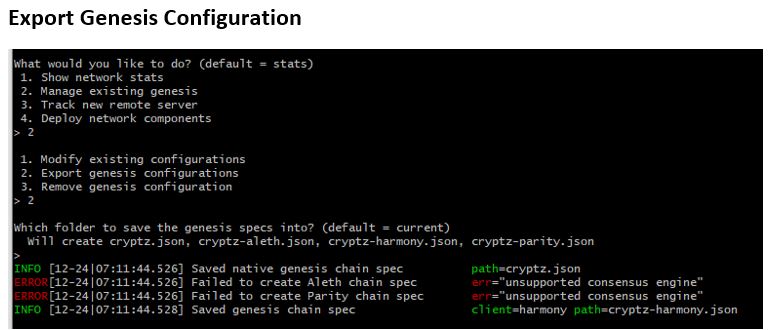 Export Genesis Configuration
What would you like to do? (default = stats)
1. Show network stats
2. Manage existing genesis
3. Track new remote server
4. Deploy network components
> 2
1. Modify existing configurations
2. Export genesis configurations
3. Remove genesis configuration
> 2
Which folder to save the genesis specs into? (default = current)
Will create cryptz.json, cryptz-aleth.json, cryptz-harmony.json, cryptz-parity.json
>
INFO [12-24|07:11:44.526] Saved native genesis chain spec path=cryptz.json
ERROR[12-24|07:11:44.526] Failed to create Aleth chain spec err="unsupported consensus engine"
ERROR[12-24|07:11:44.526] Failed to create Parity chain spec err="unsupported consensus engine"
INFO [12-24|07:11:44.528] Saved genesis chain spec client=harmony path=cryptz-harmony.json